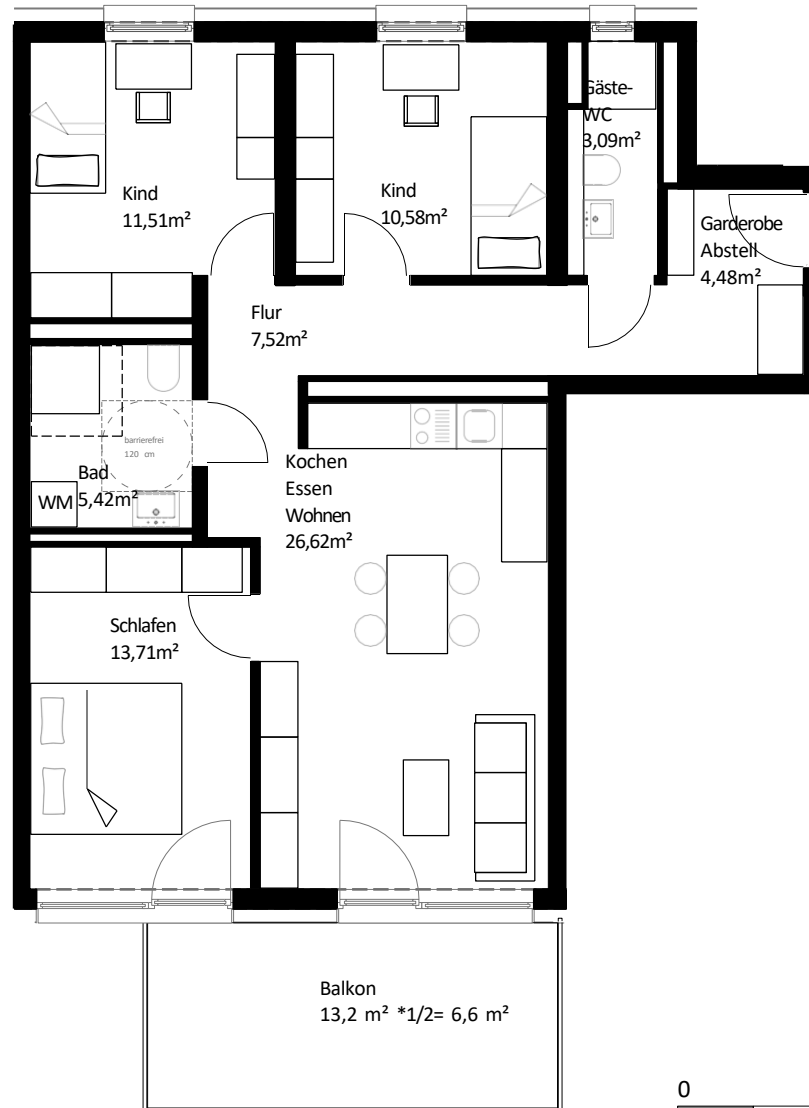 Gäste-
WC
3,09m²
Kind
11,51m²
Kind
10,58m²
Garderobe
Abstell
4,48m²
Flur
7,52m²
barrierefrei
120 cm
Bad
5,42m²
WM
Kochen
Essen
Wohnen
26,62m²
Schlafen
13,71m²
Balkon
13,2 m² *1/2= 6,6 m²
0